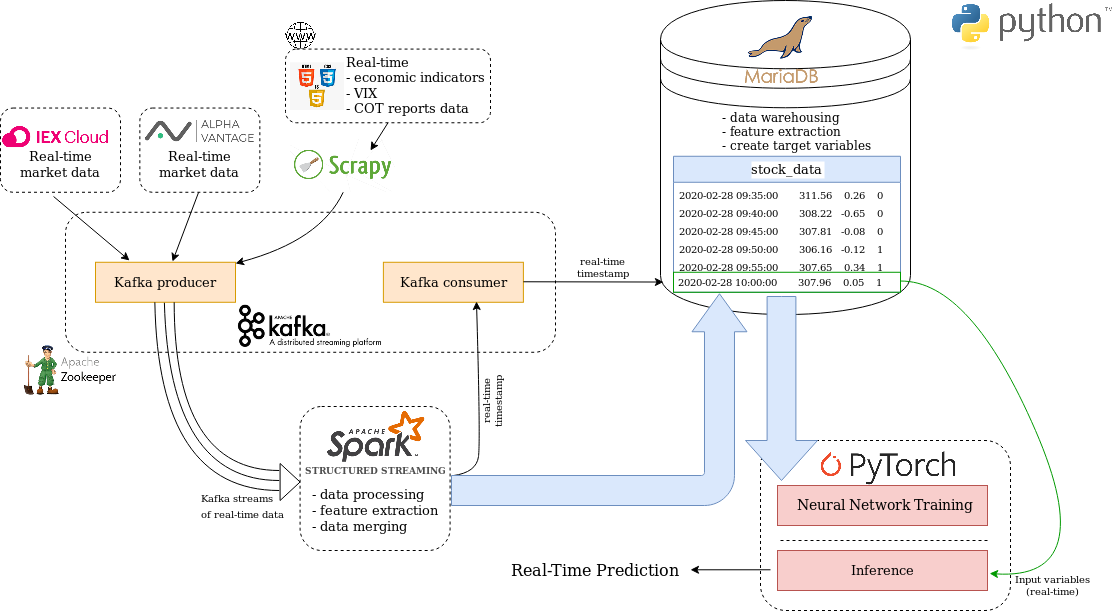 python™
WWW
Real-time
- economic indicators
- VIX
- COT reports data
HTML
CSS
JS
5
3
5
IEX Cloud
Real-time
market data
ALPHA
VANTAGE
Real-time
market data
Scrapy
MariaDB
- data warehousing
- feature extraction
- create target variables
stock_data
2020-02-28 09:35:00 311.56 0.26 0
2020-02-28 09:40:00 308.22 -0.65 0
2020-02-28 09:45:00 307.81 -0.08 0
2020-02-28 09:50:00 306.16 -0.12 1
2020-02-28 09:55:00 307.65 0.34 1
2020-02-28 10:00:00 307.96 0.05 1
Kafka producer
Kafka consumer
real-time
timestamp
APACHE
kafka
A distributed streaming platform
Apache
Zookeeper
real-time
timestamp
APACHE
Spark™
STRUCTURED STREAMING
- data processing
- feature extraction
- data merging
Kafka streams
of real-time data
PyTorch
Neural Network Training
Inference
Real-Time Prediction
Input variables
(real-time)